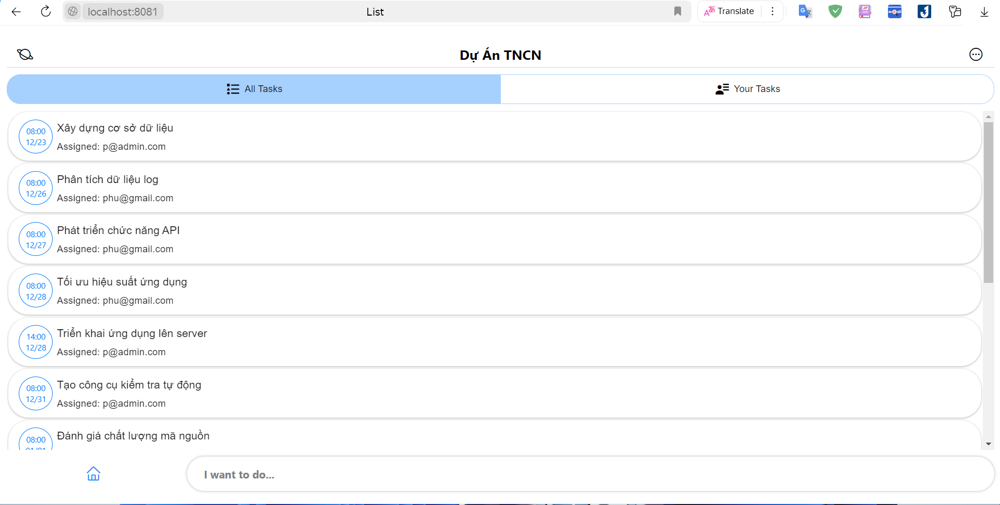 localhost:8081
List
Translate
Dự Án TNCN
All Tasks
Your Tasks
08:00
12/23
Xây dựng cơ sở dữ liệu
Assigned: p@admin.com
08:00
12/26
Phân tích dữ liệu log
Assigned: phu@gmail.com
08:00
12/27
Phát triển chức năng API
Assigned: phu@gmail.com
08:00
12/28
Tối ưu hiệu suất ứng dụng
Assigned: phu@gmail.com
14:00
12/28
Triển khai ứng dụng lên server
Assigned: p@admin.com
08:00
12/31
Tạo công cụ kiểm tra tự động
Assigned: p@admin.com
08:00
Đánh giá chất lượng mã nguồn
I want to do...